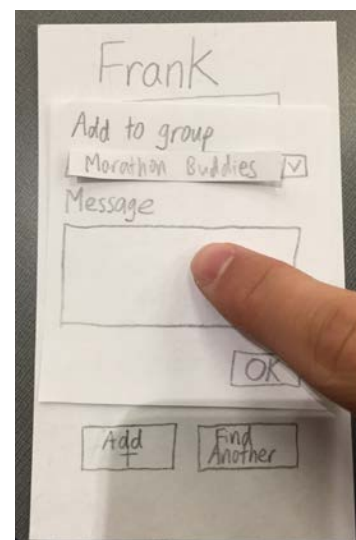 Frank
Add to group
Marathon Buddies
Message
OK
Add
+
Find
Another